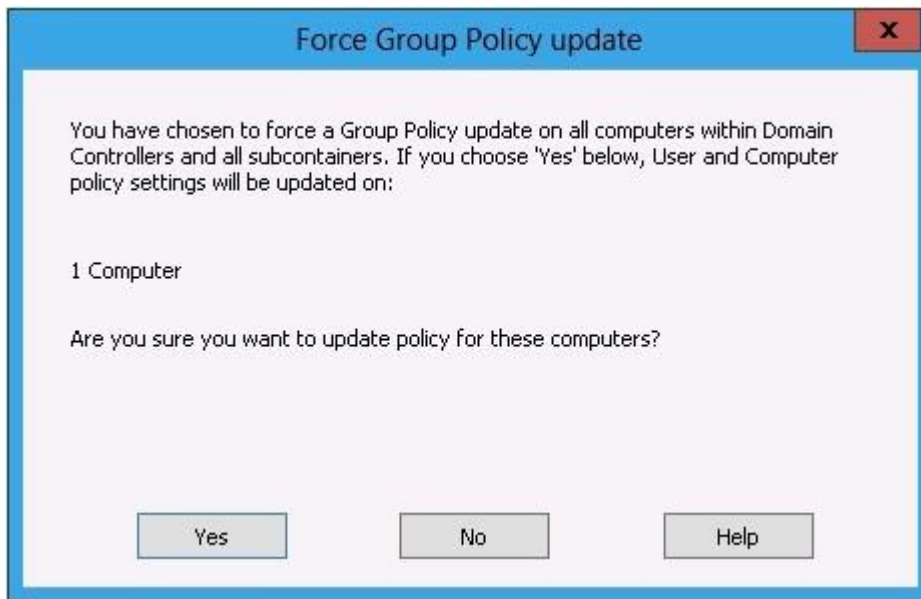 Force Group Policy update
x
You have chosen to force a Group Policy update on all computers within Domain
Controllers and all subcontainers. If you choose 'Yes' below, User and Computer
policy settings will be updated on:
1 Computer
Are you sure you want to update policy for these computers?
Yes
No
Help